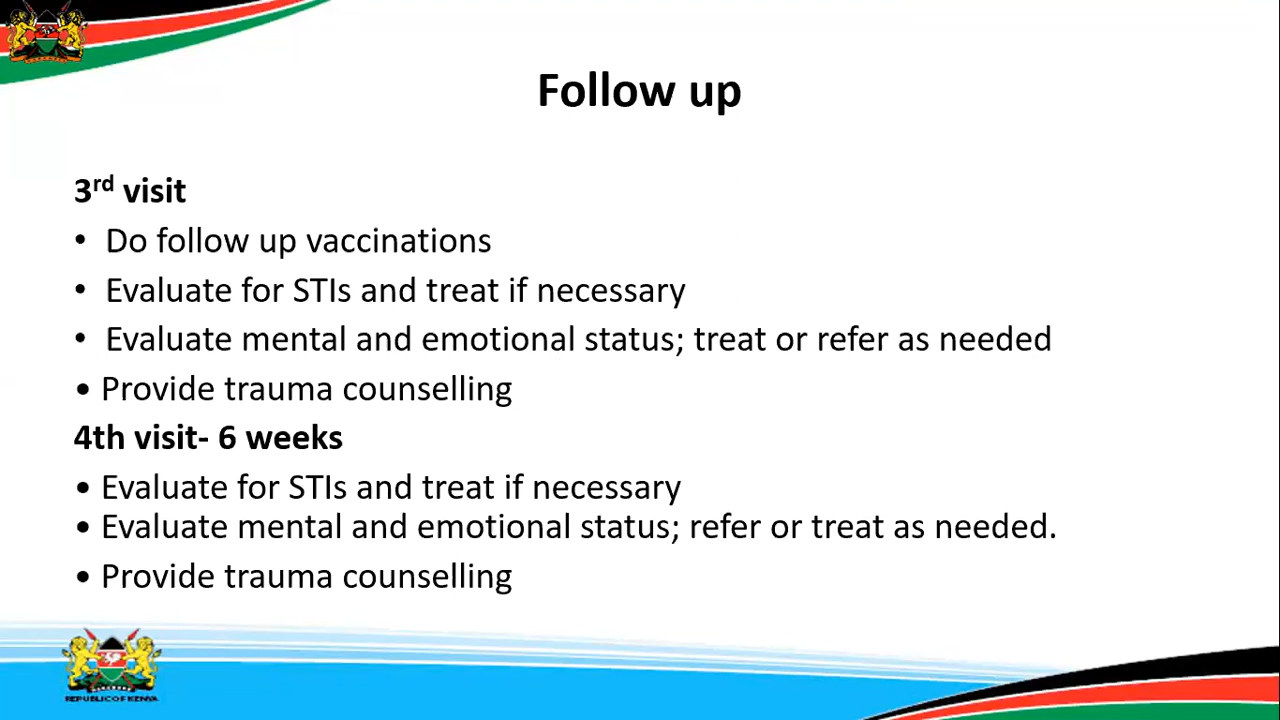 Follow up
3rd visit
• Do follow up vaccinations
• Evaluate for STIs and treat if necessary
• Evaluate mental and emotional status; treat or refer as needed
• Provide trauma counselling
4th visit- 6 weeks
• Evaluate for STIs and treat if necessary
• Evaluate mental and emotional status; refer or treat as needed.
• Provide trauma counselling
REPUBLIC OF KENYA